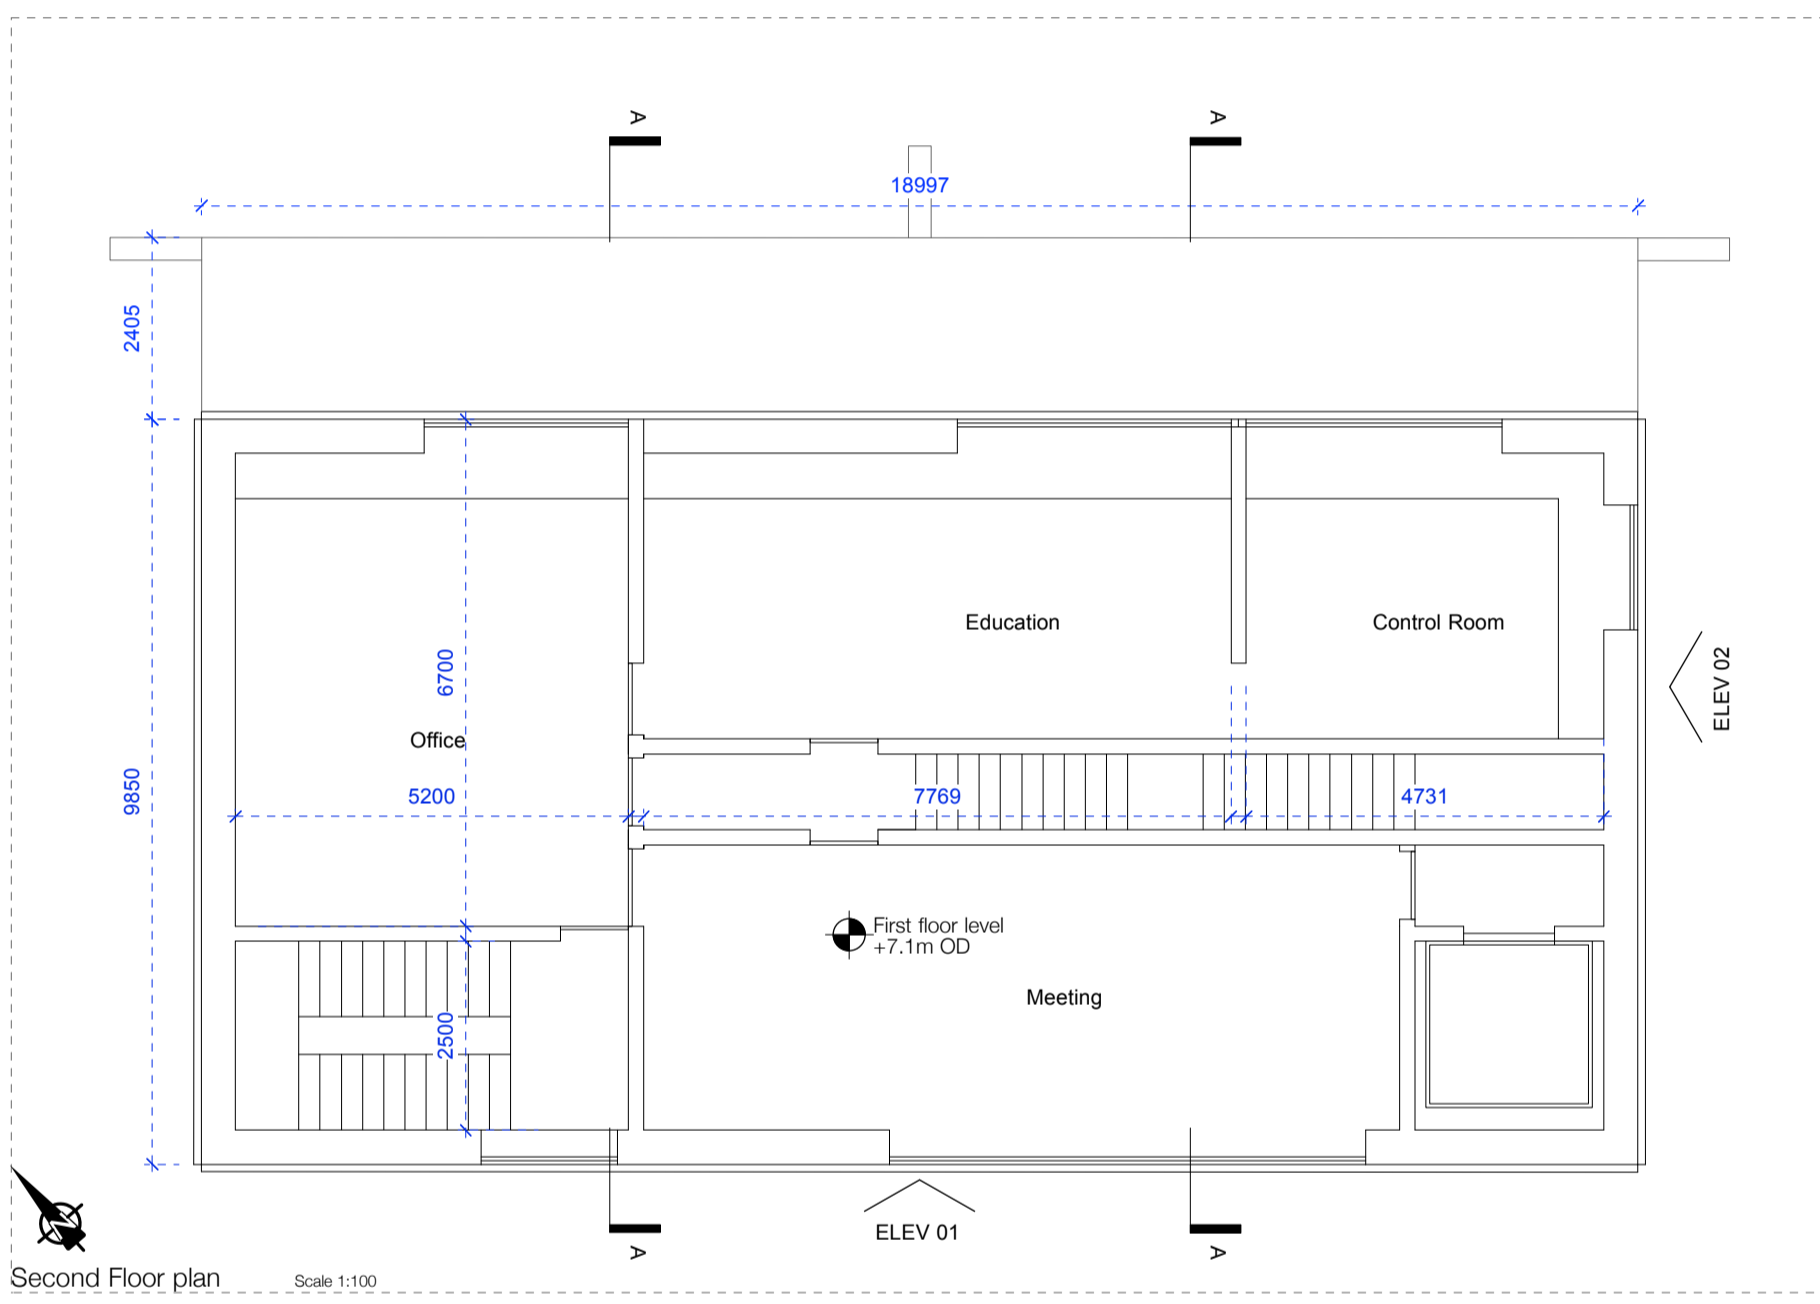 A
A
18997
2405
Education
Control Room
ELEV 02
6700
Office
9850
5200
7769
4731
First floor level
+7.1m OD
Meeting
2500
ELEV 01
A
A
N
Second Floor plan
Scale 1:100